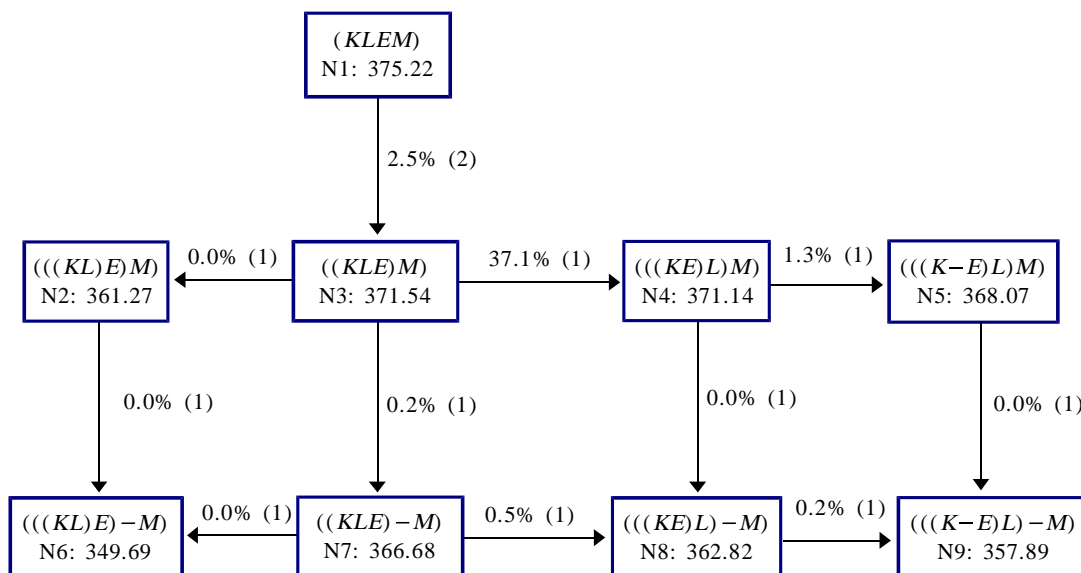 (KLEM)
N1: 375.22
2.5% (2)
(((KL)E)M)
N2: 361.27
0.0% (1)
((KLE)M)
N3: 371.54
37.1% (1)
(((KE)L)M)
N4: 371.14
1.3% (1)
(((K−E)L)M)
N5: 368.07
0.0% (1)
0.2% (1)
0.0% (1)
0.0% (1)
(((KL)E)−M)
N6: 349.69
0.0% (1)
((KLE)−M)
N7: 366.68
0.5% (1)
(((KE)L)−M)
N8: 362.82
0.2% (1)
(((K−E)L)−M)
N9: 357.89